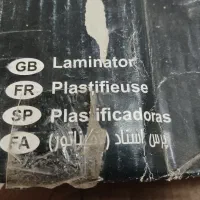 GB Laminator
FR Plastifieuse
SP Plastificadoras
FA پرس اسناد